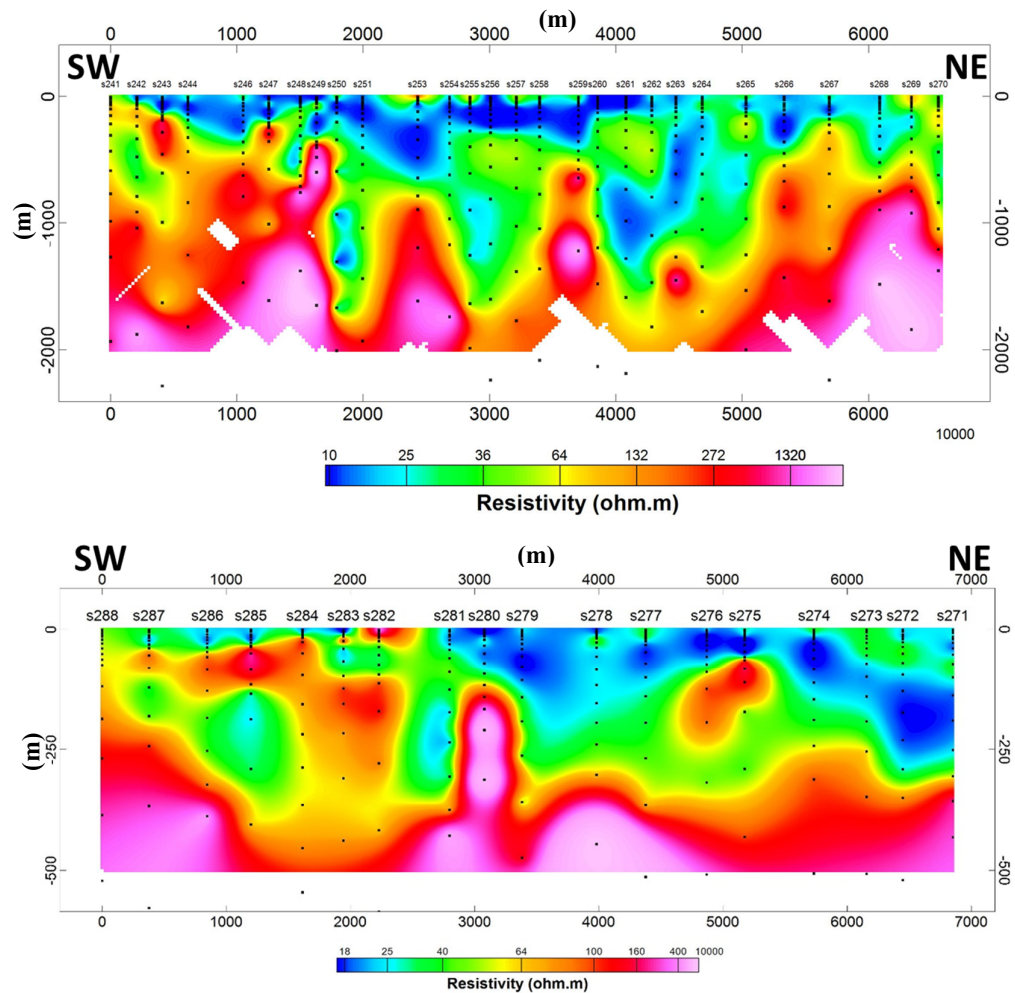 (m)
0 1000 2000 3000 4000 5000 6000
SW NE
s241 s242 s243 s244 s246 s247 s248 s249 s250 s251 s253 s254 s255 s256 s257 s258 s259 s260 s261 s262 s263 s264 s265 s266 s267 s268 s269 s270
0 0
(m)
-1000 -1000
-2000 -2000
0 1000 2000 3000 4000 5000 6000
10000
10 25 36 64 132 272 1320
Resistivity (ohm.m)
SW (m) NE
0 1000 2000 3000 4000 5000 6000 7000
s288 s287 s286 s285 s284 s283 s282 s281 s280 s279 s278 s277 s276 s275 s274 s273 s272 s271
0 0
(m)
-250 -250
-500 -500
0 1000 2000 3000 4000 5000 6000 7000
18 25 40 64 100 160 400 10000
Resistivity (ohm.m)